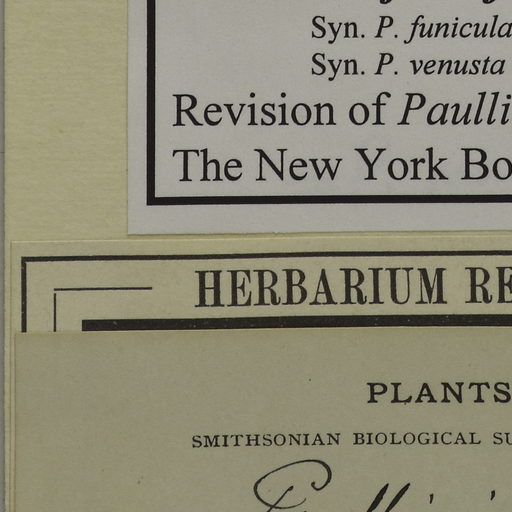 Syn. P. funicula
Syn. P. venusta
Revision of Paulli
The New York Bo
HERBARIUM RE
PLANTS
SMITHSONIAN BIOLOGICAL SU